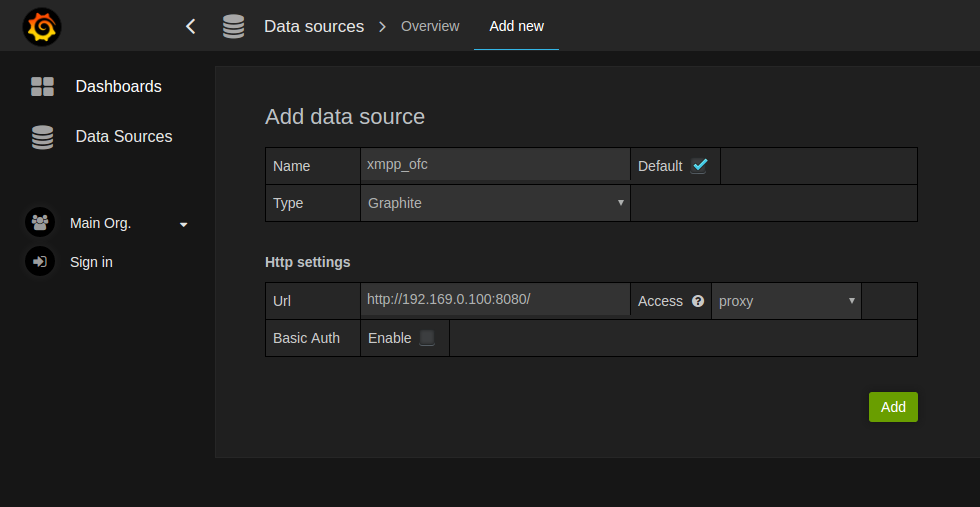 Data sources Overview Add new
Dashboards
Data Sources
Main Org.
Sign in
Add data source
Name xmpp_ofc Default
Type Graphite
Http settings
Url http://192.169.0.100:8080/ Access ? proxy
Basic Auth Enable
Add